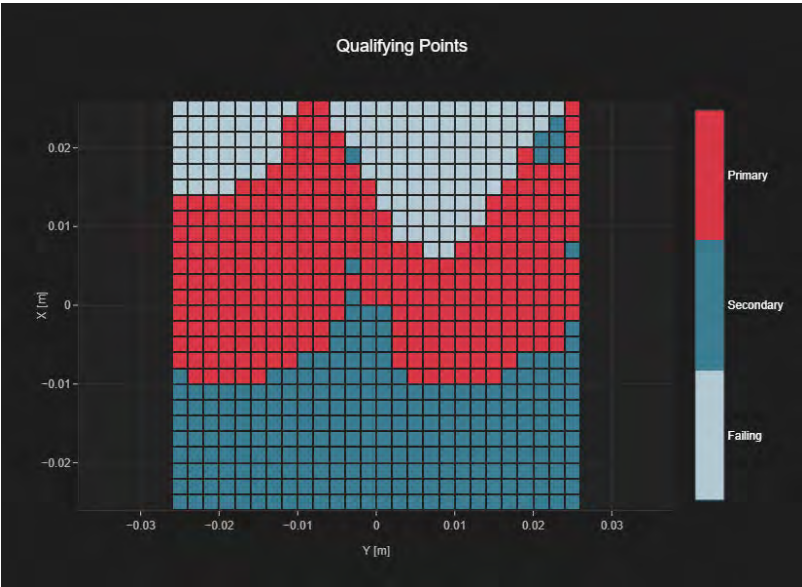 Qualifying Points
0.02
0.01
0
−0.01
−0.02
X [m]
−0.03
−0.02
−0.01
0
0.01
0.02
0.03
Y [m]
Primary
Secondary
Failing